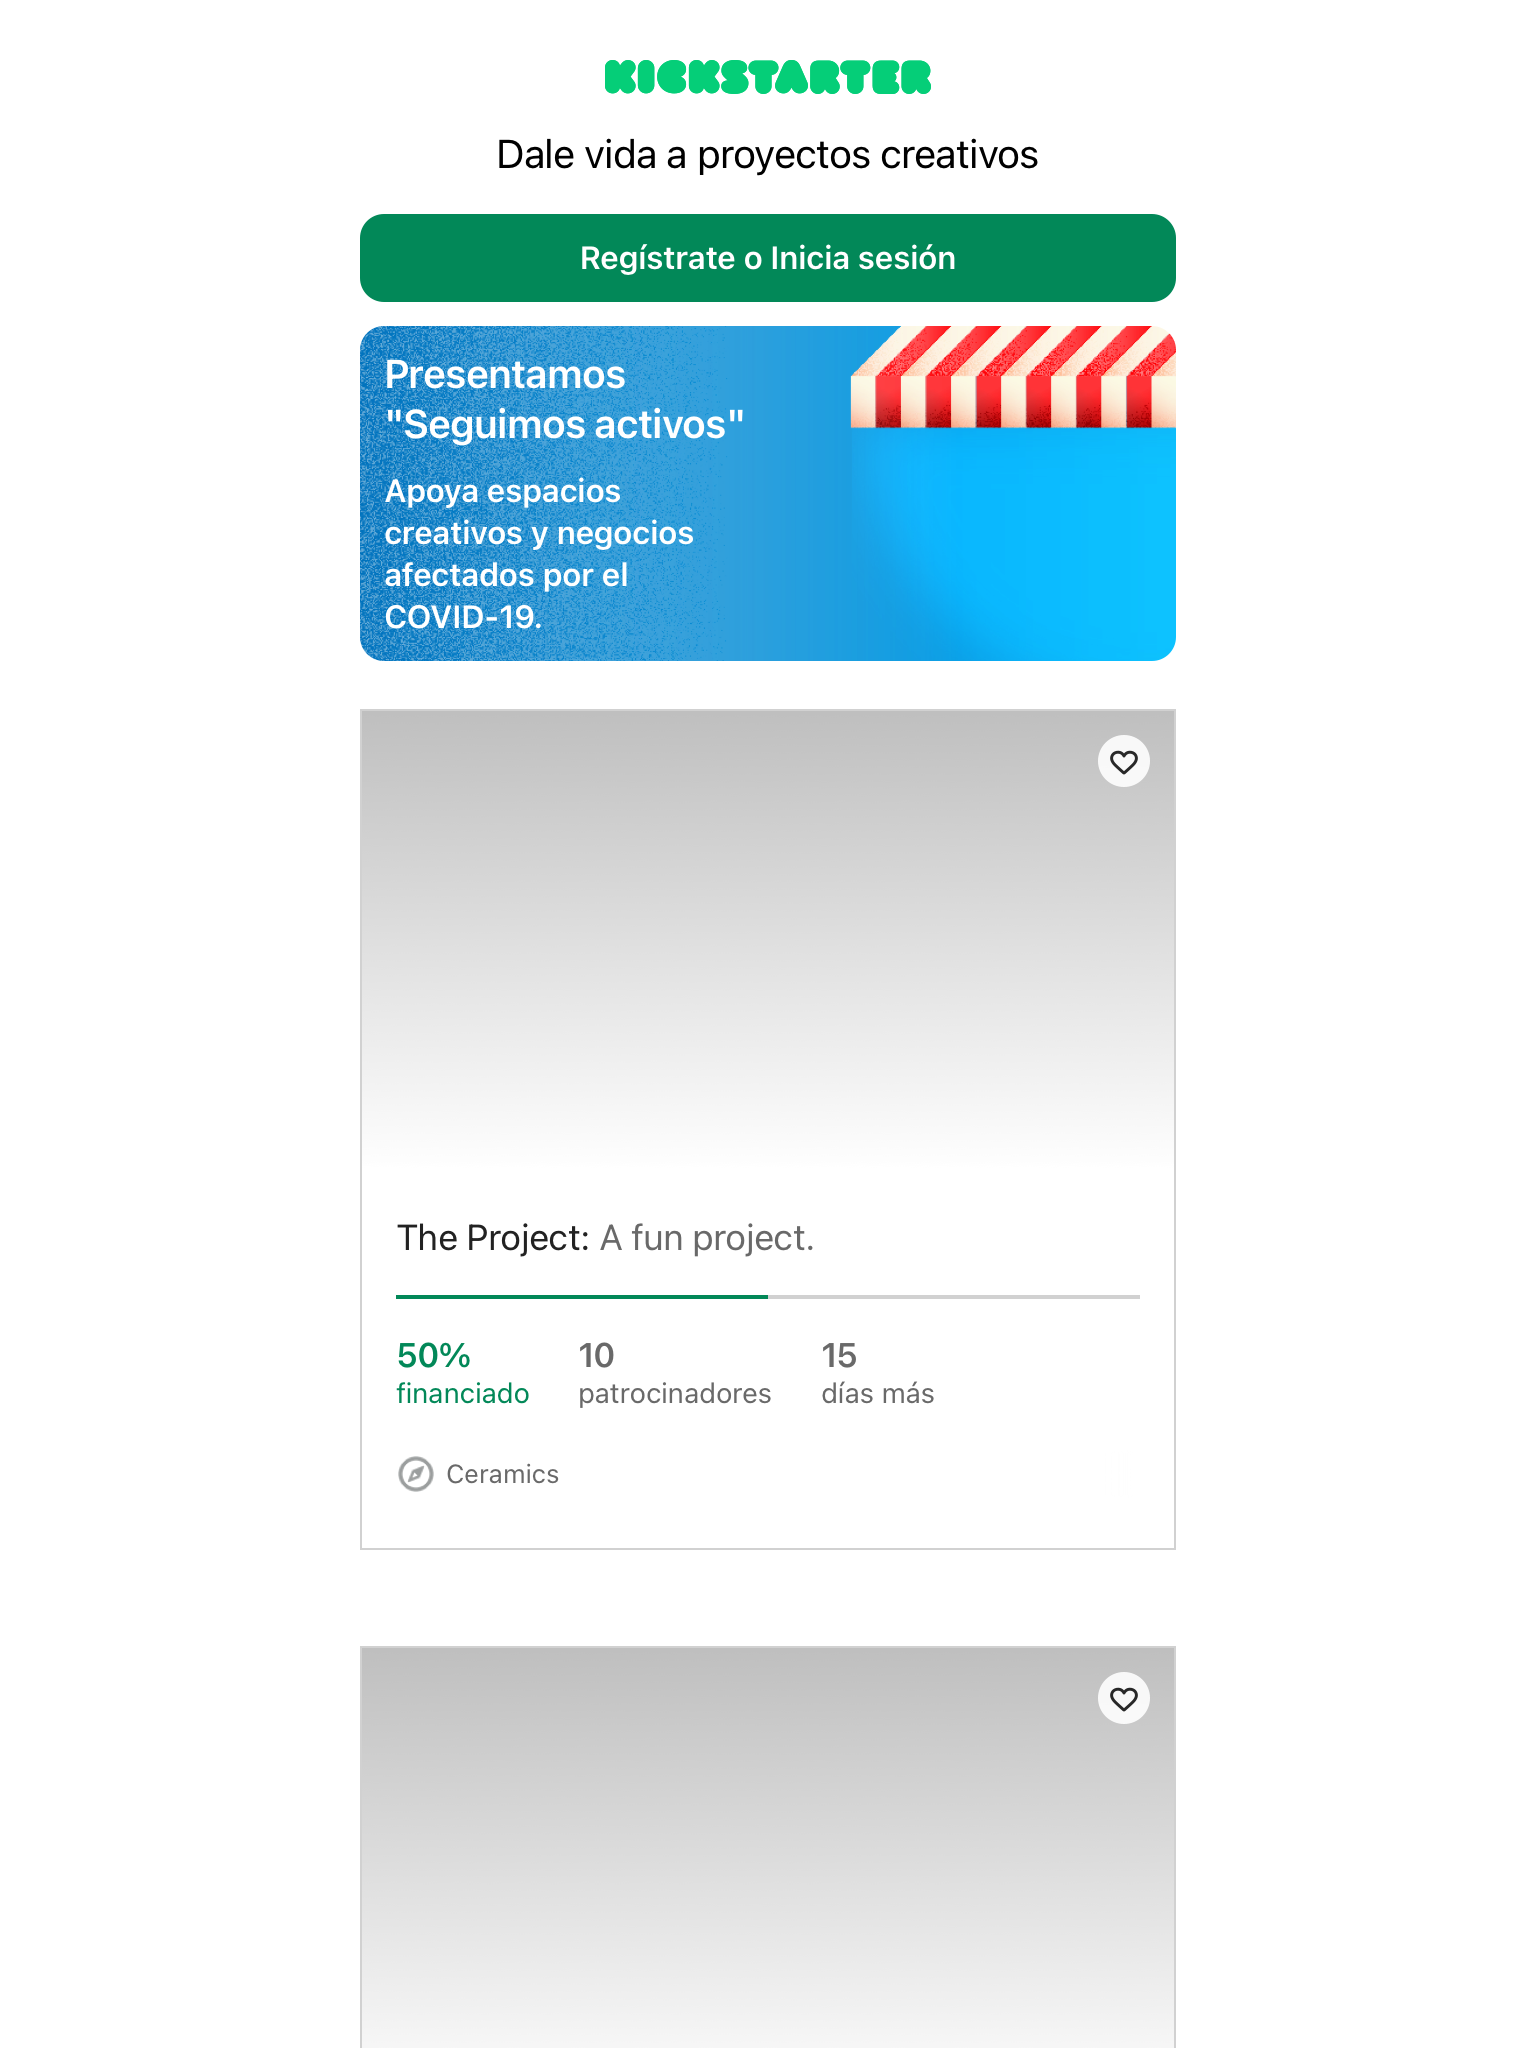 KICKSTARTER
Dale vida a proyectos creativos
Regístrate o Inicia sesión
Presentamos
"Seguimos activos"
Apoya espacios
creativos y negocios
afectados por el
COVID-19.
The Project: A fun project.
50%
financiado
10
patrocinadores
15
días más
Ceramics